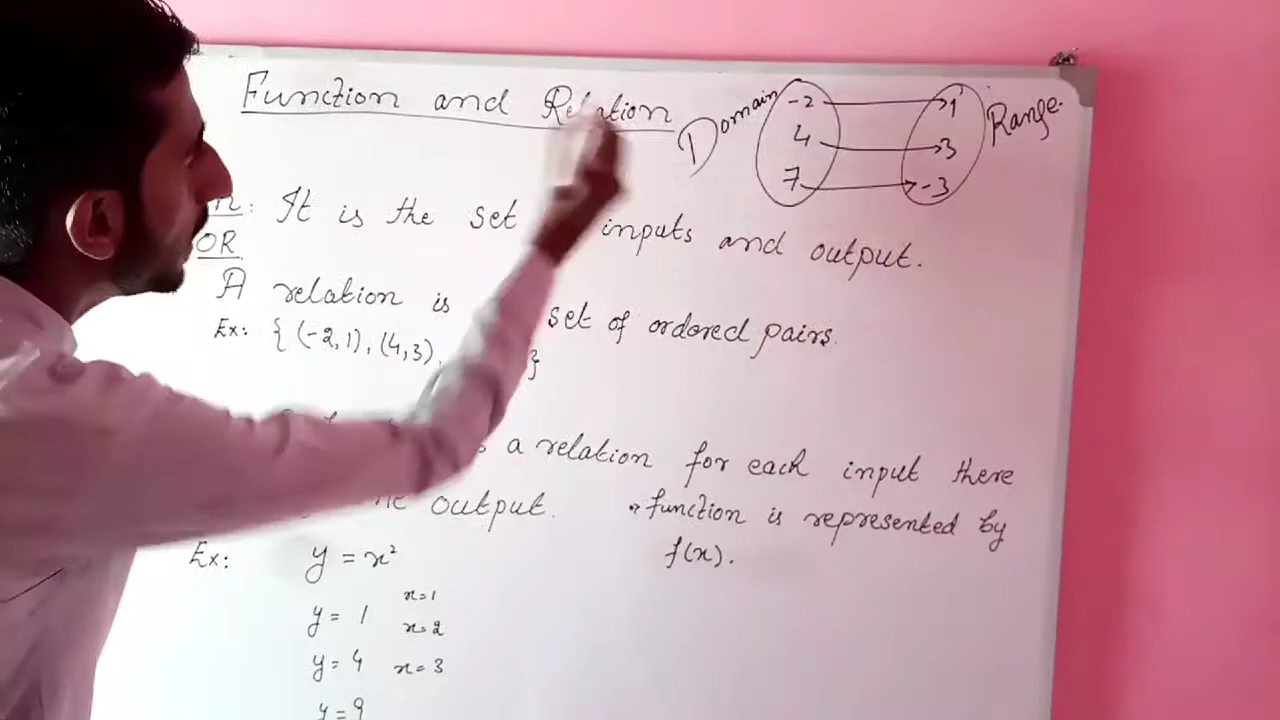 Function and Relation
Domain
-2 1
4 3
7 -3
Range.
: It is the set inputs and output.
OR
A relation is set of ordered pairs.
Ex: { (-2,1), (4,3), }
a relation for each input there
output. function is represented by
f(x).
Ex: y = x²
y = 1 x=1
x=2
y = 4 x=3
y = 9